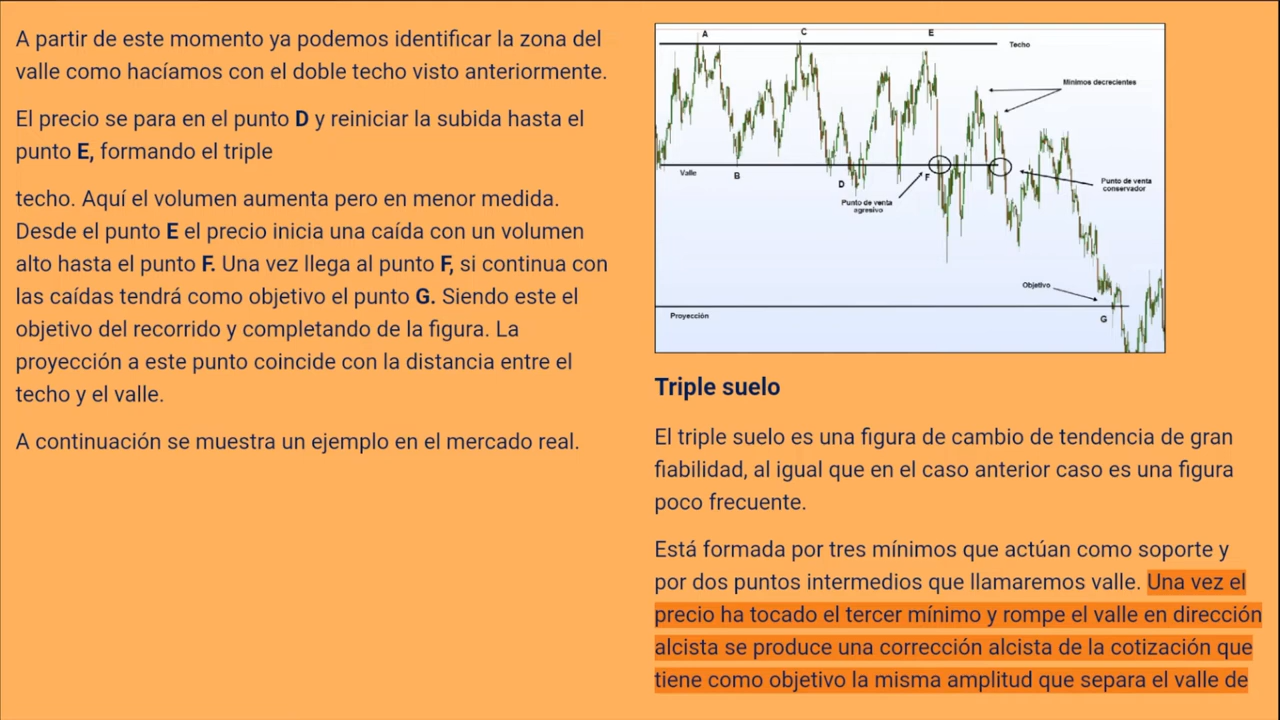 A partir de este momento ya podemos identificar la zona del
valle como hacíamos con el doble techo visto anteriormente.
El precio se para en el punto D y reiniciar la subida hasta el
punto E, formando el triple
techo. Aquí el volumen aumenta pero en menor medida.
Desde el punto E el precio inicia una caída con un volumen
alto hasta el punto F. Una vez llega al punto F, si continua con
las caídas tendrá como objetivo el punto G. Siendo este el
objetivo del recorrido y completando de la figura. La
proyección a este punto coincide con la distancia entre el
techo y el valle.
A continuación se muestra un ejemplo en el mercado real.
A
C
E
Techo
Mínimos decrecientes
Valle
B
D
F
Punto de venta
agresivo
Punto de venta
conservador
Objetivo
G
Proyección
Triple suelo
El triple suelo es una figura de cambio de tendencia de gran
fiabilidad, al igual que en el caso anterior caso es una figura
poco frecuente.
Está formada por tres mínimos que actúan como soporte y
por dos puntos intermedios que llamaremos valle. Una vez el
precio ha tocado el tercer mínimo y rompe el valle en dirección
alcista se produce una corrección alcista de la cotización que
tiene como objetivo la misma amplitud que separa el valle de